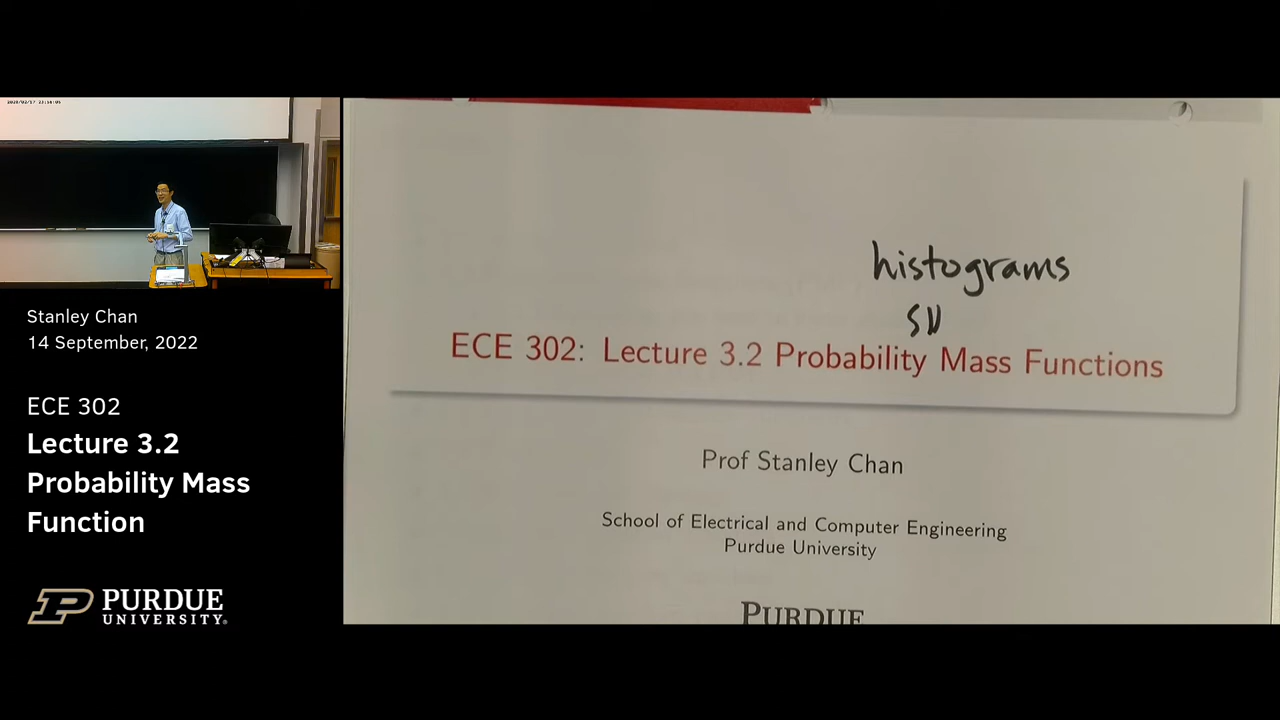 Stanley Chan
14 September, 2022
ECE 302
Lecture 3.2
Probability Mass
Function
PURDUE
UNIVERSITY®
histograms
ECE 302: Lecture 3.2 Probability Mass Functions
Prof Stanley Chan
School of Electrical and Computer Engineering
Purdue University
PURDUE